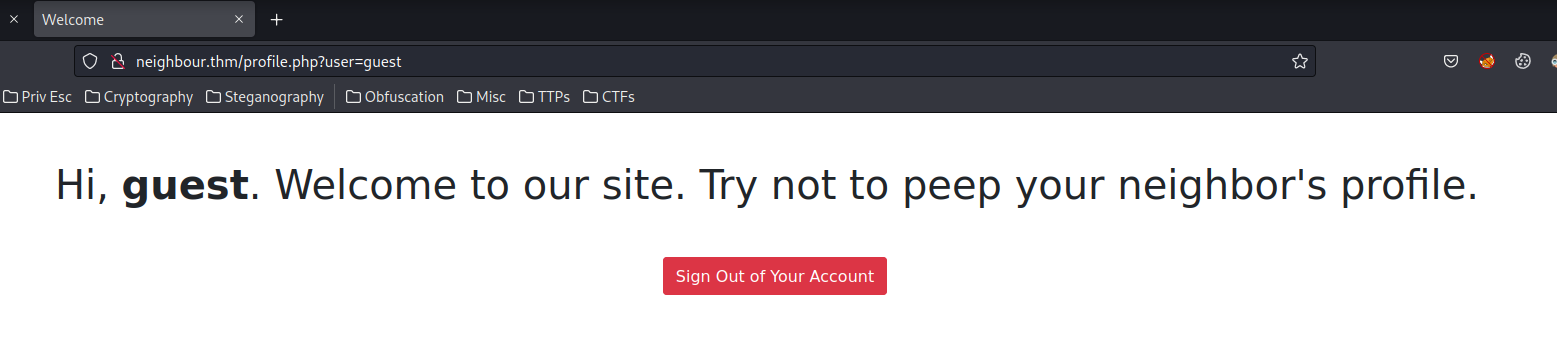 Welcome
neighbour.thm/profile.php?user=guest
Priv Esc Cryptography Steganography Obfuscation Misc TTPs CTFs
Hi, guest. Welcome to our site. Try not to peep your neighbor's profile.
Sign Out of Your Account